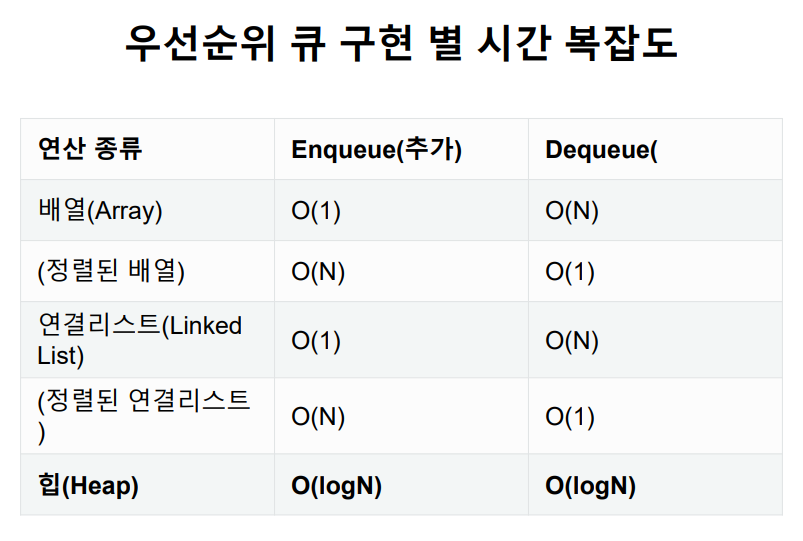 우선순위 큐 구현 별 시간 복잡도
연산 종류 Enqueue(추가) Dequeue(
배열(Array) O(1) O(N)
(정렬된 배열) O(N) O(1)
연결리스트(Linked
List) O(1) O(N)
(정렬된 연결리스트
) O(N) O(1)
힙(Heap) O(logN) O(logN)